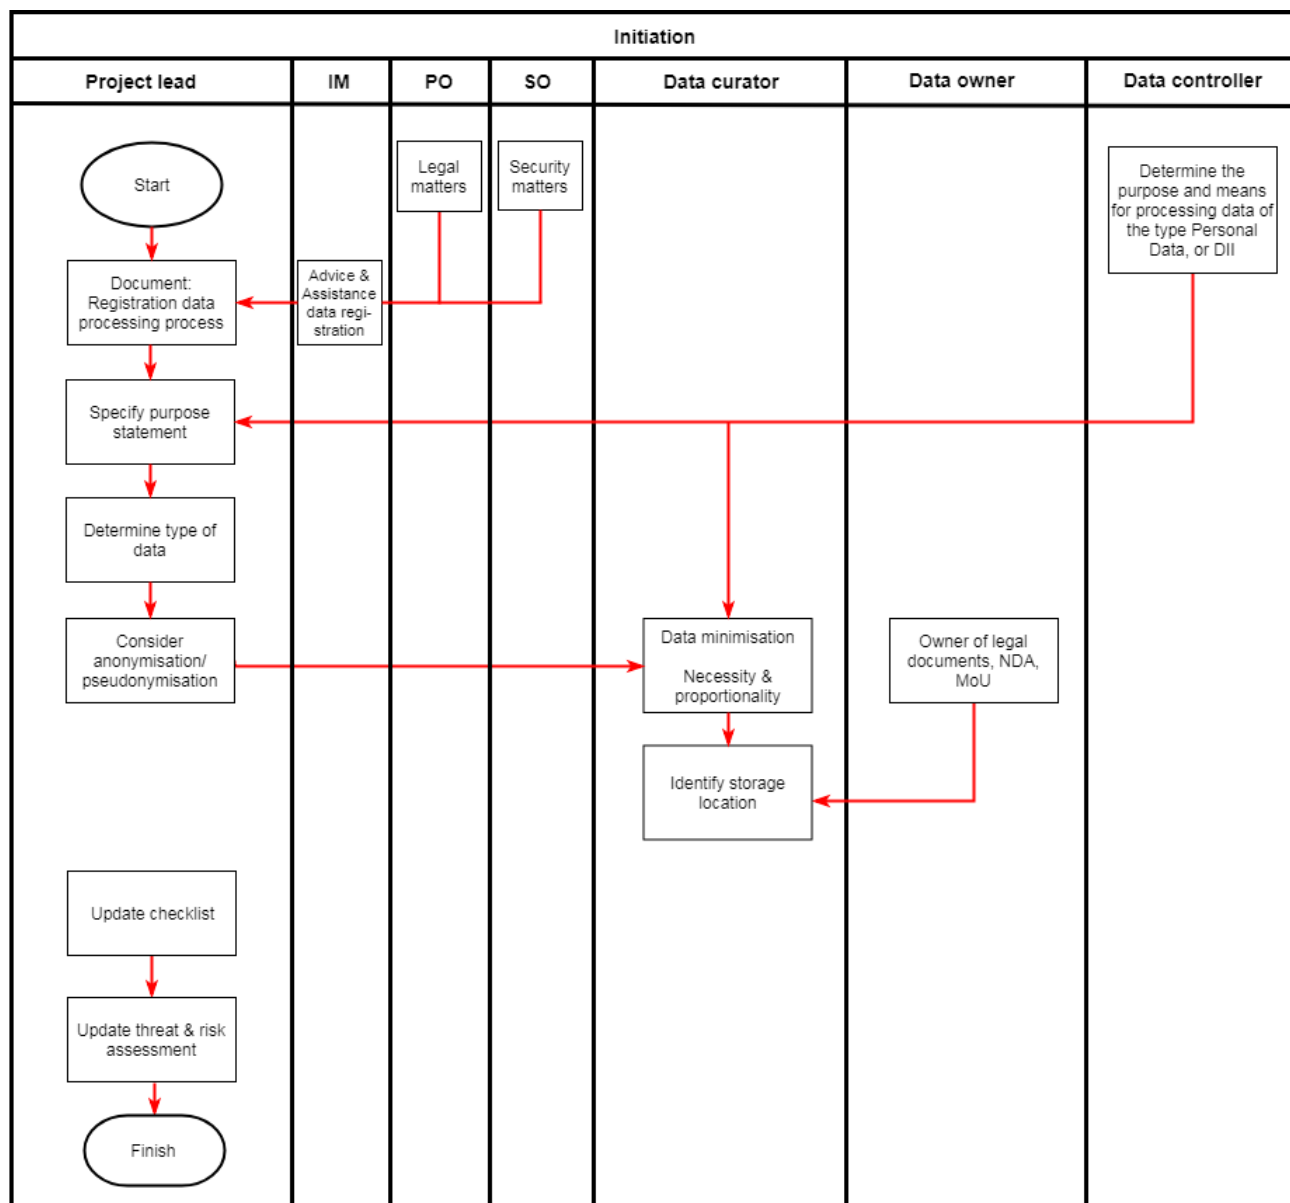 Initiation
Project lead
IM
PO
SO
Data curator
Data owner
Data controller
Start
Legal
matters
Security
matters
Determine the
purpose and means
for processing data of
the type Personal
Data, or DII
Document:
Registration data
processing process
Advice &
Assistance
data regi-
stration
Specify purpose
statement
Determine type of
data
Consider
anonymisation/
pseudonymisation
Data minimisation
Necessity &
proportionality
Owner of legal
documents, NDA,
MoU
Identify storage
location
Update checklist
Update threat & risk
assessment
Finish